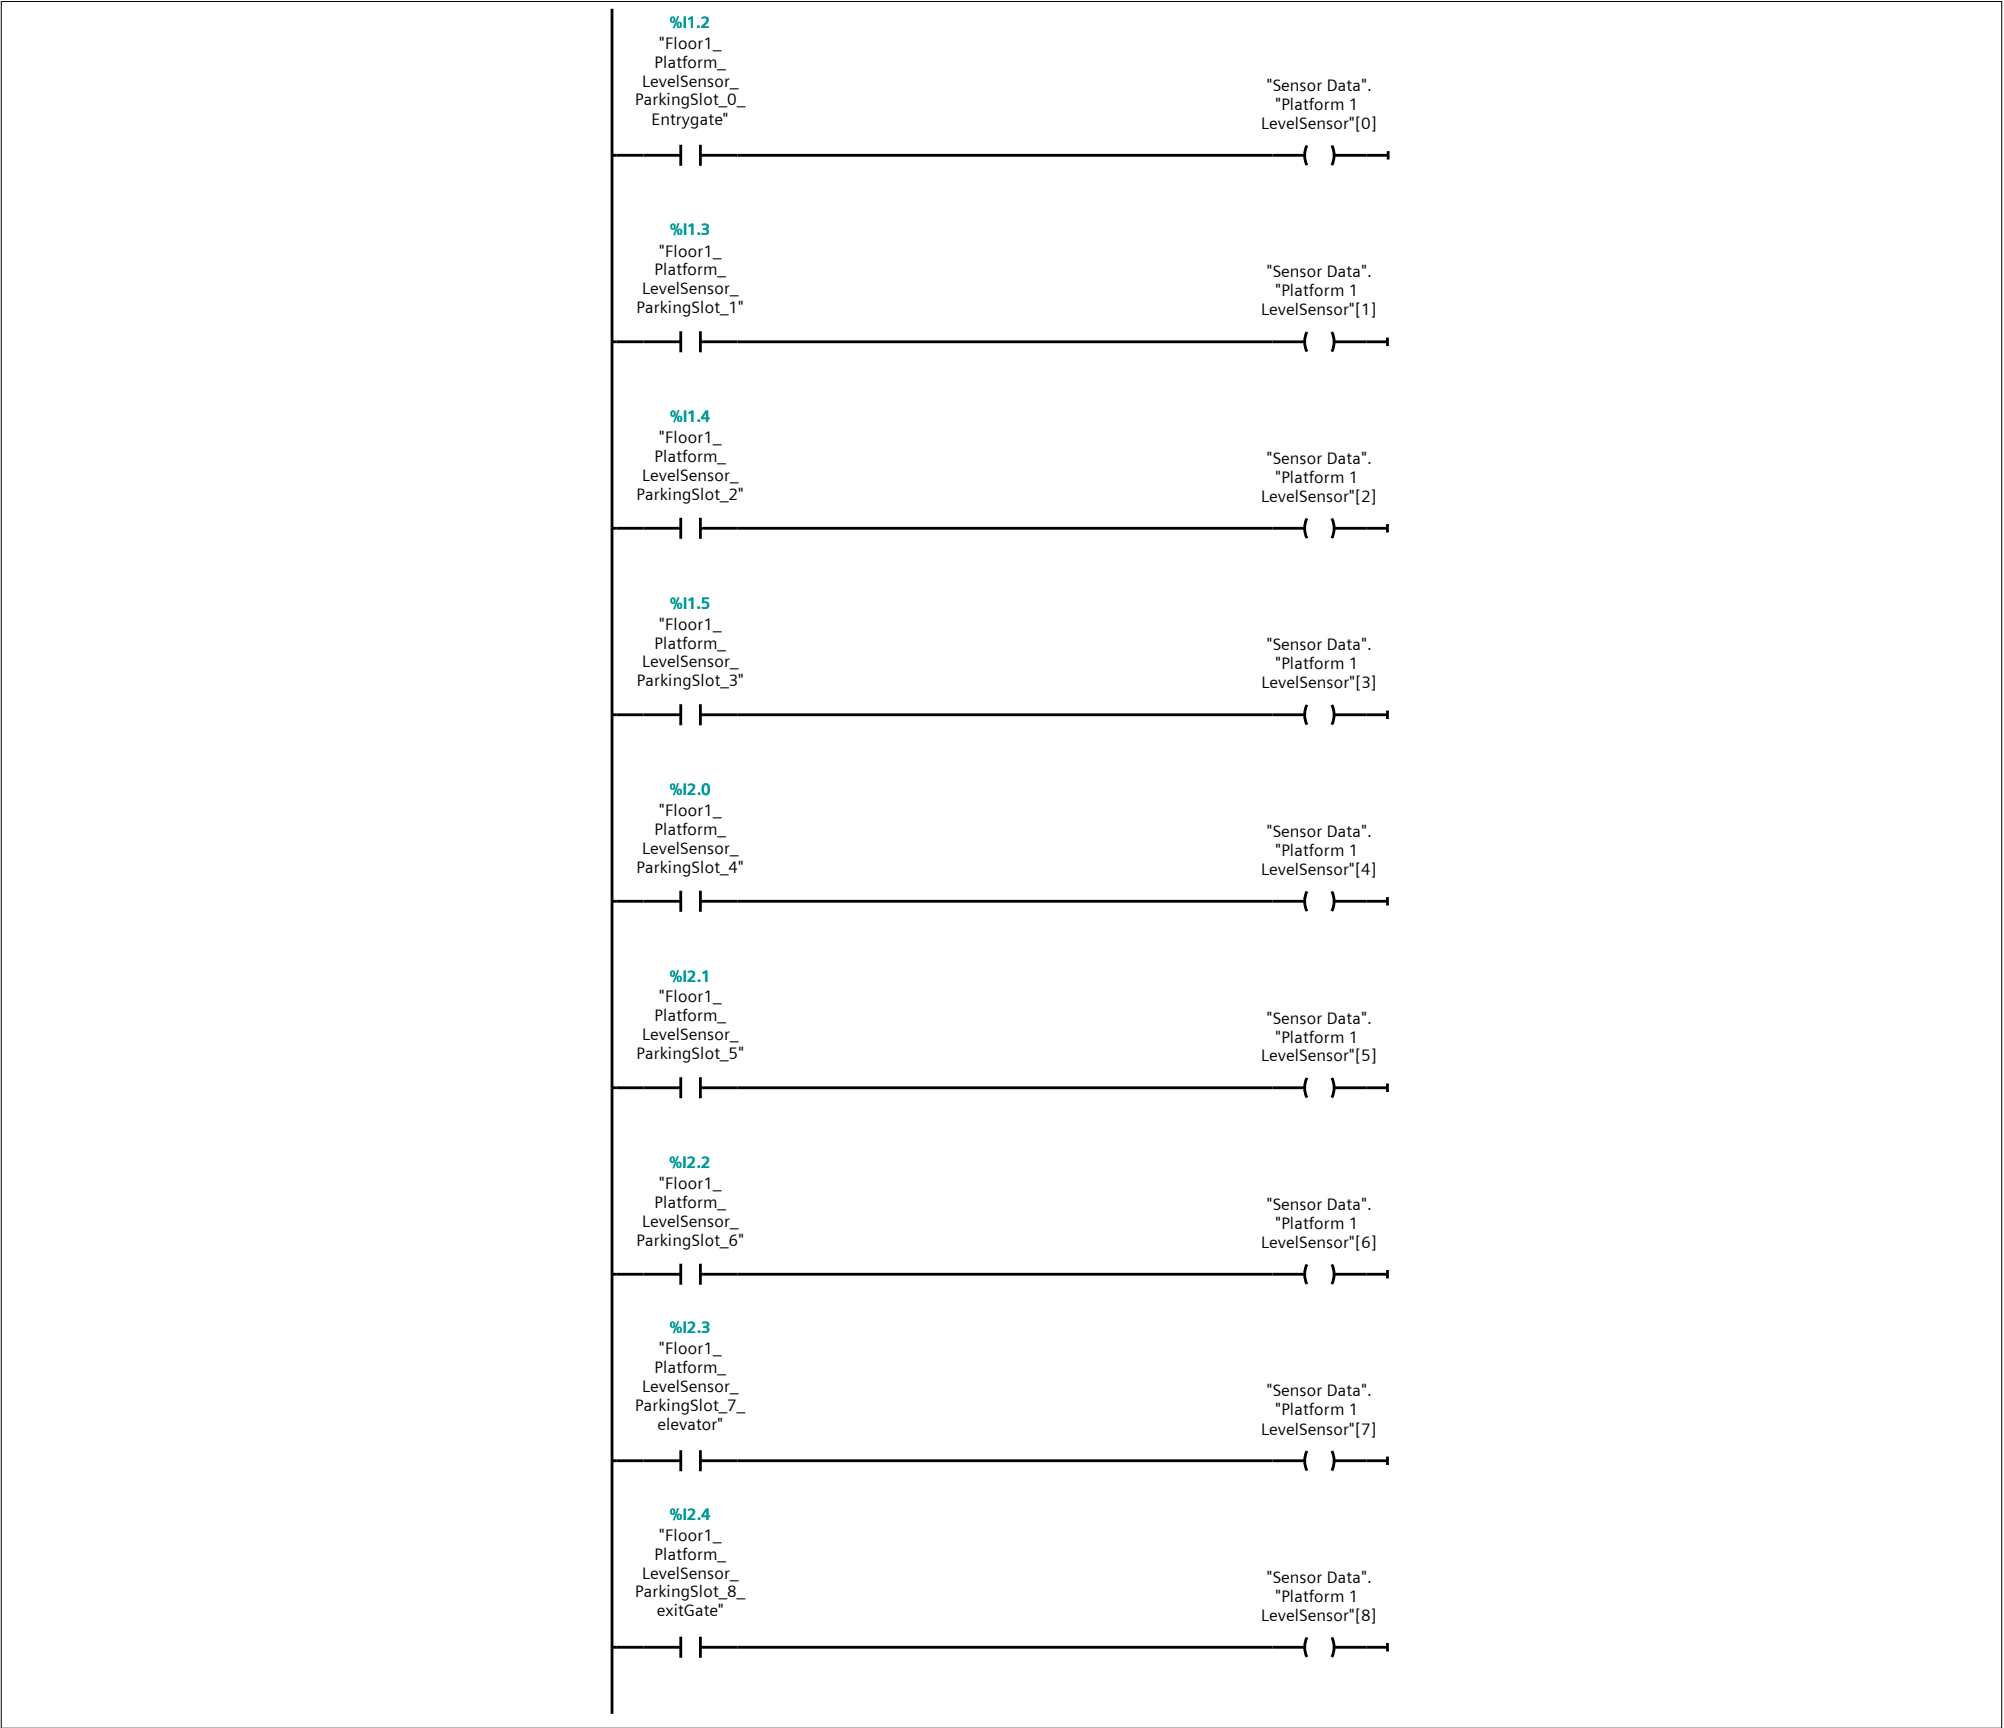 %I1.2
"Floor1_
Platform_
LevelSensor_
ParkingSlot_0_
Entrygate"
"Sensor Data".
"Platform 1
LevelSensor"[0]
%I1.3
"Floor1_
Platform_
LevelSensor_
ParkingSlot_1"
"Sensor Data".
"Platform 1
LevelSensor"[1]
%I1.4
"Floor1_
Platform_
LevelSensor_
ParkingSlot_2"
"Sensor Data".
"Platform 1
LevelSensor"[2]
%I1.5
"Floor1_
Platform_
LevelSensor_
ParkingSlot_3"
"Sensor Data".
"Platform 1
LevelSensor"[3]
%I2.0
"Floor1_
Platform_
LevelSensor_
ParkingSlot_4"
"Sensor Data".
"Platform 1
LevelSensor"[4]
%I2.1
"Floor1_
Platform_
LevelSensor_
ParkingSlot_5"
"Sensor Data".
"Platform 1
LevelSensor"[5]
%I2.2
"Floor1_
Platform_
LevelSensor_
ParkingSlot_6"
"Sensor Data".
"Platform 1
LevelSensor"[6]
%I2.3
"Floor1_
Platform_
LevelSensor_
ParkingSlot_7_
elevator"
"Sensor Data".
"Platform 1
LevelSensor"[7]
%I2.4
"Floor1_
Platform_
LevelSensor_
ParkingSlot_8_
exitGate"
"Sensor Data".
"Platform 1
LevelSensor"[8]